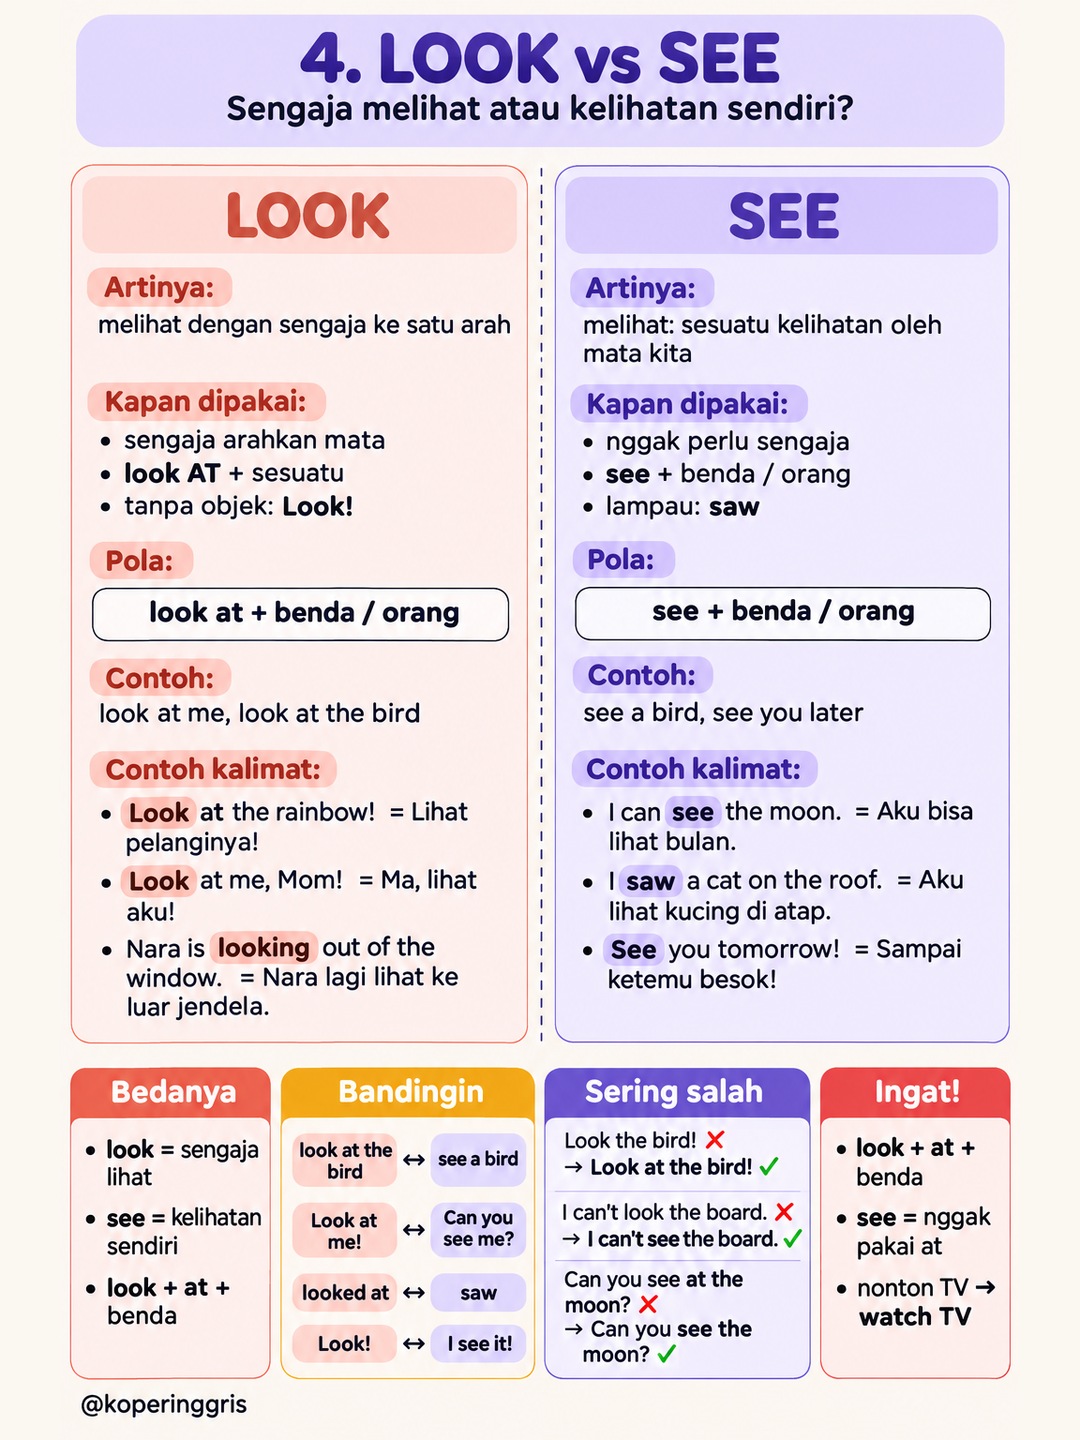 4. LOOK vs SEE
Sengaja melihat atau kelihatan sendiri?
LOOK
Artinya:
melihat dengan sengaja ke satu arah
Kapan dipakai:
• sengaja arahkan mata
• look AT + sesuatu
• tanpa objek: Look!
Pola:
look at + benda / orang
Contoh:
look at me, look at the bird
Contoh kalimat:
• Look at the rainbow! = Lihat
pelanginya!
• Look at me, Mom! = Ma, lihat
aku!
• Nara is looking out of the
window. = Nara lagi lihat ke
luar jendela.
SEE
Artinya:
melihat: sesuatu kelihatan oleh
mata kita
Kapan dipakai:
• nggak perlu sengaja
• see + benda / orang
• lampau: saw
Pola:
see + benda / orang
Contoh:
see a bird, see you later
Contoh kalimat:
• I can see the moon. = Aku bisa
lihat bulan.
• I saw a cat on the roof. = Aku
lihat kucing di atap.
• See you tomorrow! = Sampai
ketemu besok!
Bedanya
• look = sengaja
lihat
• see = kelihatan
sendiri
• look + at +
benda
Bandingin
look at the
bird
↔ see a bird
Look at
me!
↔ Can you
see me?
looked at ↔ saw
Look! ↔ I see it!
Sering salah
Look the bird! ❌
→ Look at the bird! ✓
I can't look the board. ❌
→ I can't see the board. ✓
Can you see at the
moon? ❌
→ Can you see the
moon? ✓
Ingat!
• look + at +
benda
• see = nggak
pakai at
• nonton TV →
watch TV
@koperinggris